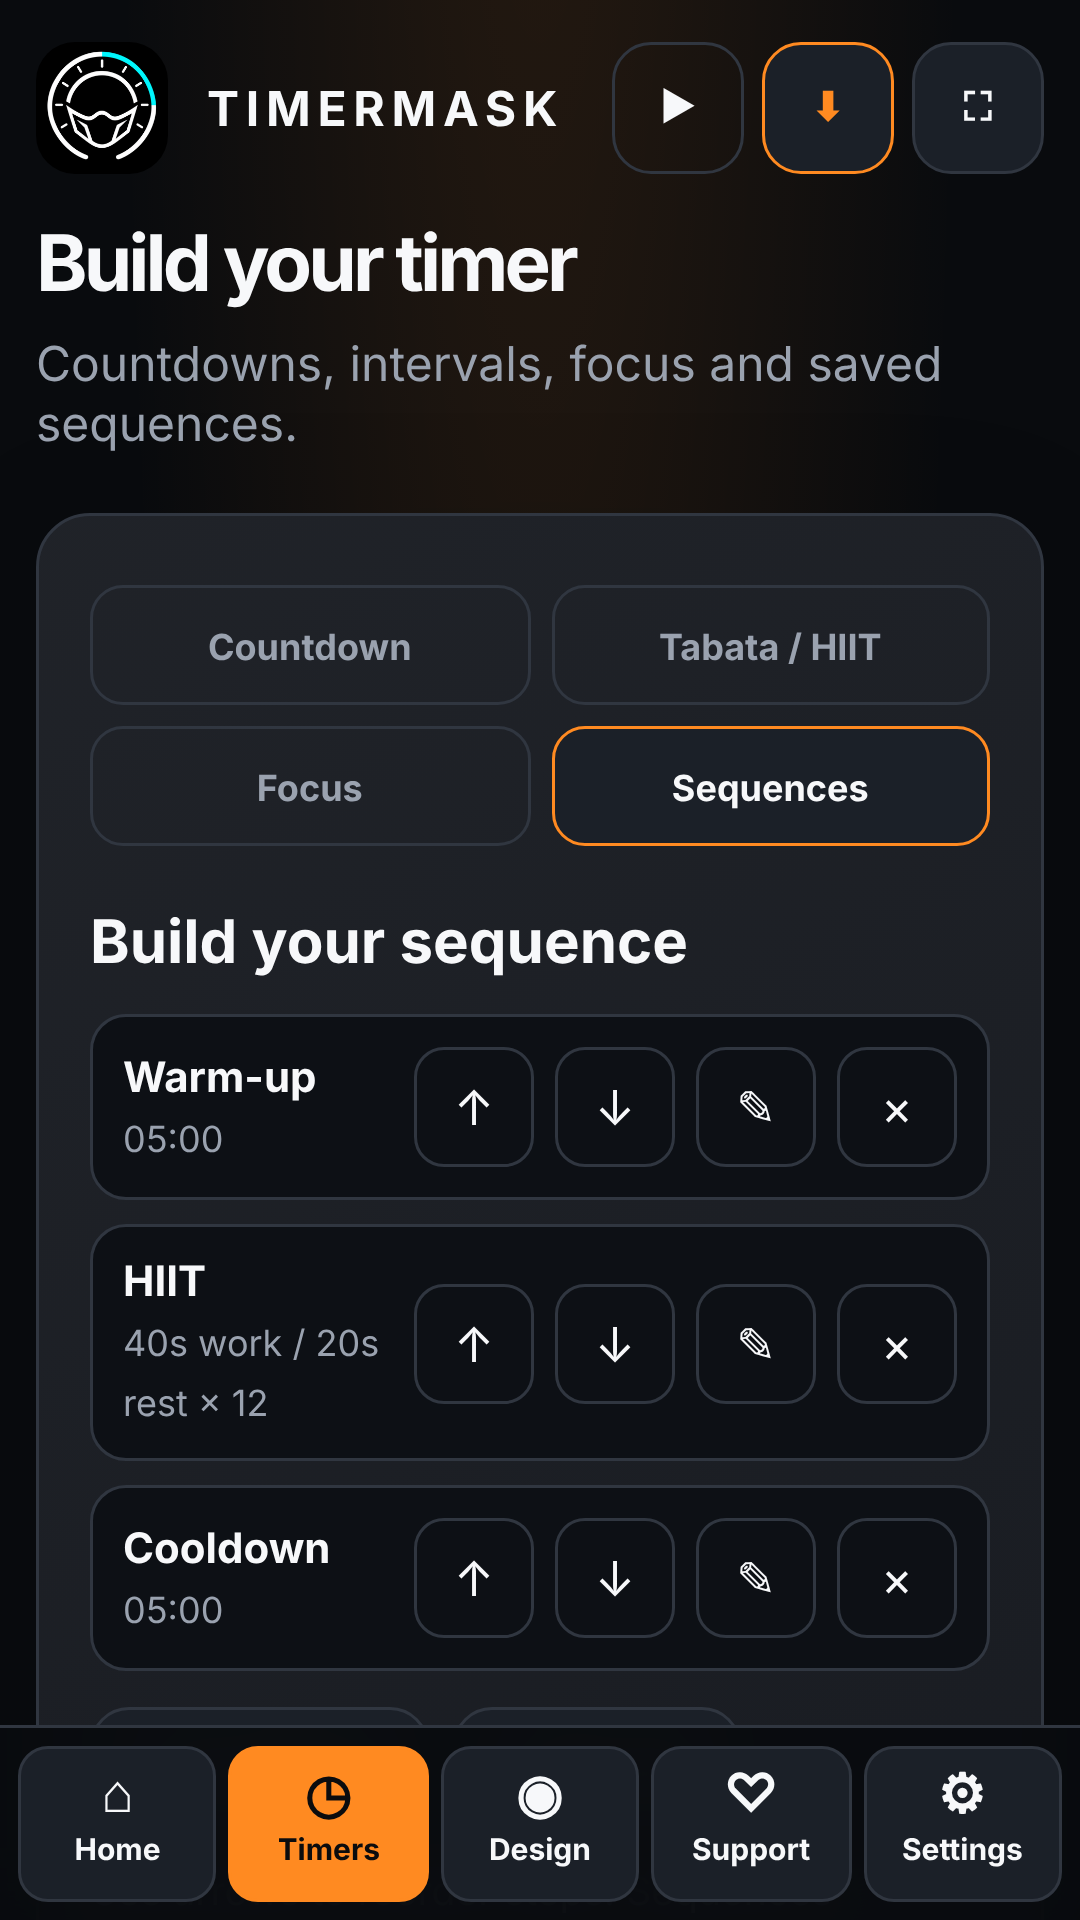 TIMERMASK
Build your timer
Countdowns, intervals, focus and saved
sequences.
Countdown
Tabata / HIIT
Focus
Sequences
Build your sequence
Warm-up
05:00
HIIT
40s work / 20s
rest × 12
Cooldown
05:00
Home
Timers
Design
Support
Settings